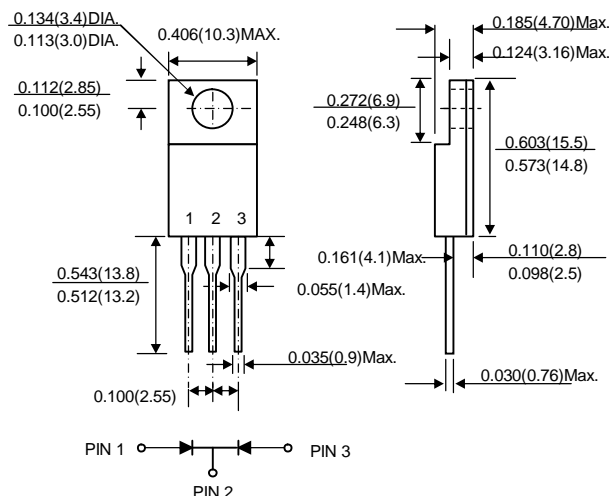 0.134(3.4)DIA.
0.113(3.0)DIA.
0.406(10.3)MAX.
0.112(2.85)
0.100(2.55)
1 2 3
0.543(13.8)
0.512(13.2)
0.055(1.4)Max.
0.035(0.9)Max.
0.100(2.55)
0.185(4.70)Max.
0.124(3.16)Max.
0.272(6.9)
0.248(6.3)
0.603(15.5)
0.573(14.8)
0.161(4.1)Max.
0.110(2.8)
0.098(2.5)
0.030(0.76)Max.
PIN 1
PIN 3
PIN 2